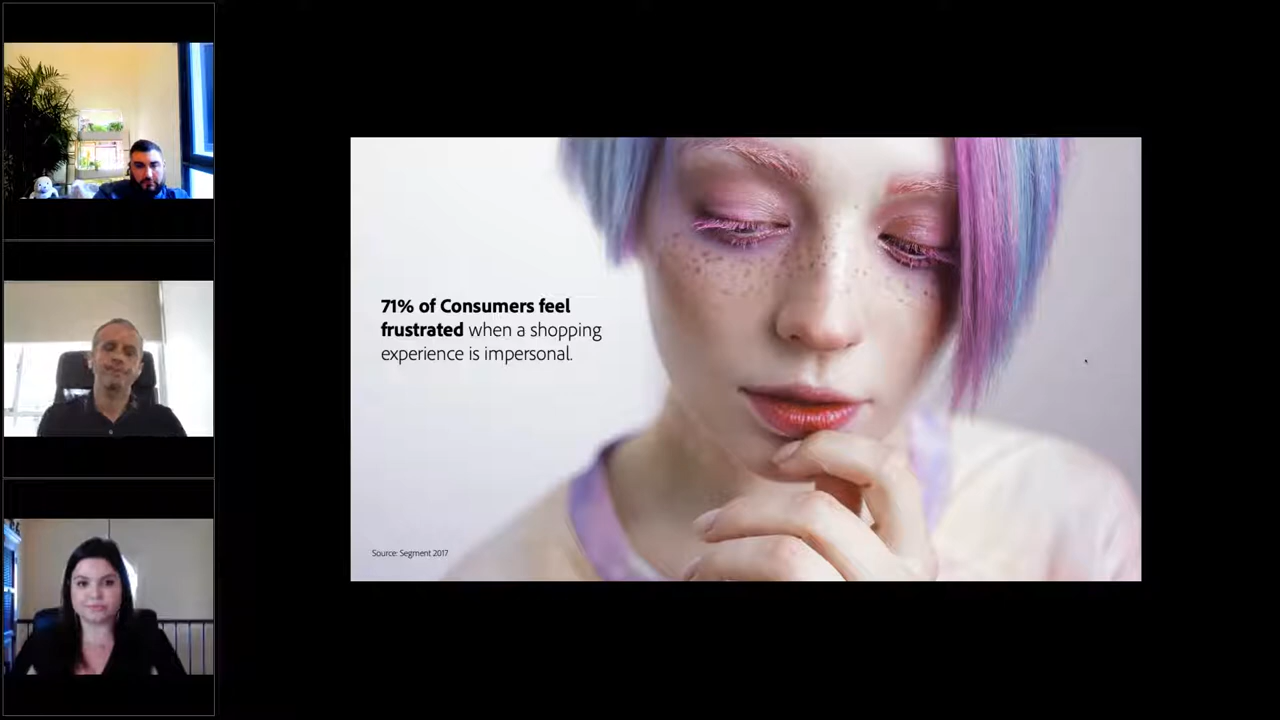 71% of Consumers feel
frustrated when a shopping
experience is impersonal.
Source: Segment 2017